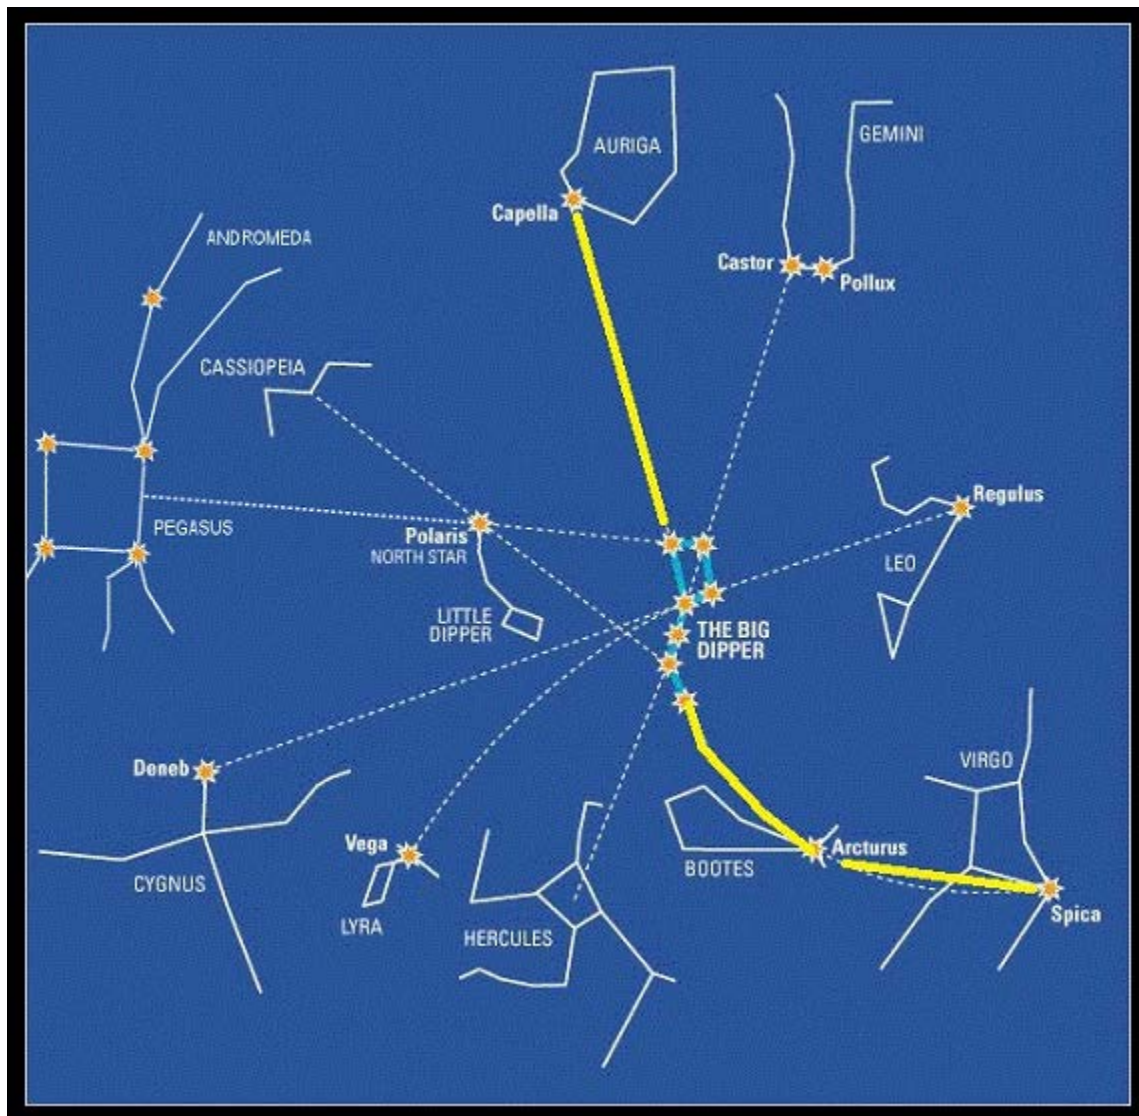 AURIGA
GEMINI
Capella
ANDROMEDA
Castor
Pollux
CASSIOPEIA
Regulus
PEGASUS
Polaris
NORTH STAR
LEO
LITTLE
DIPPER
THE BIG
DIPPER
Deneb
VIRGO
Vega
Arcturus
BOOTES
CYGNUS
Spica
LYRA
HERCULES